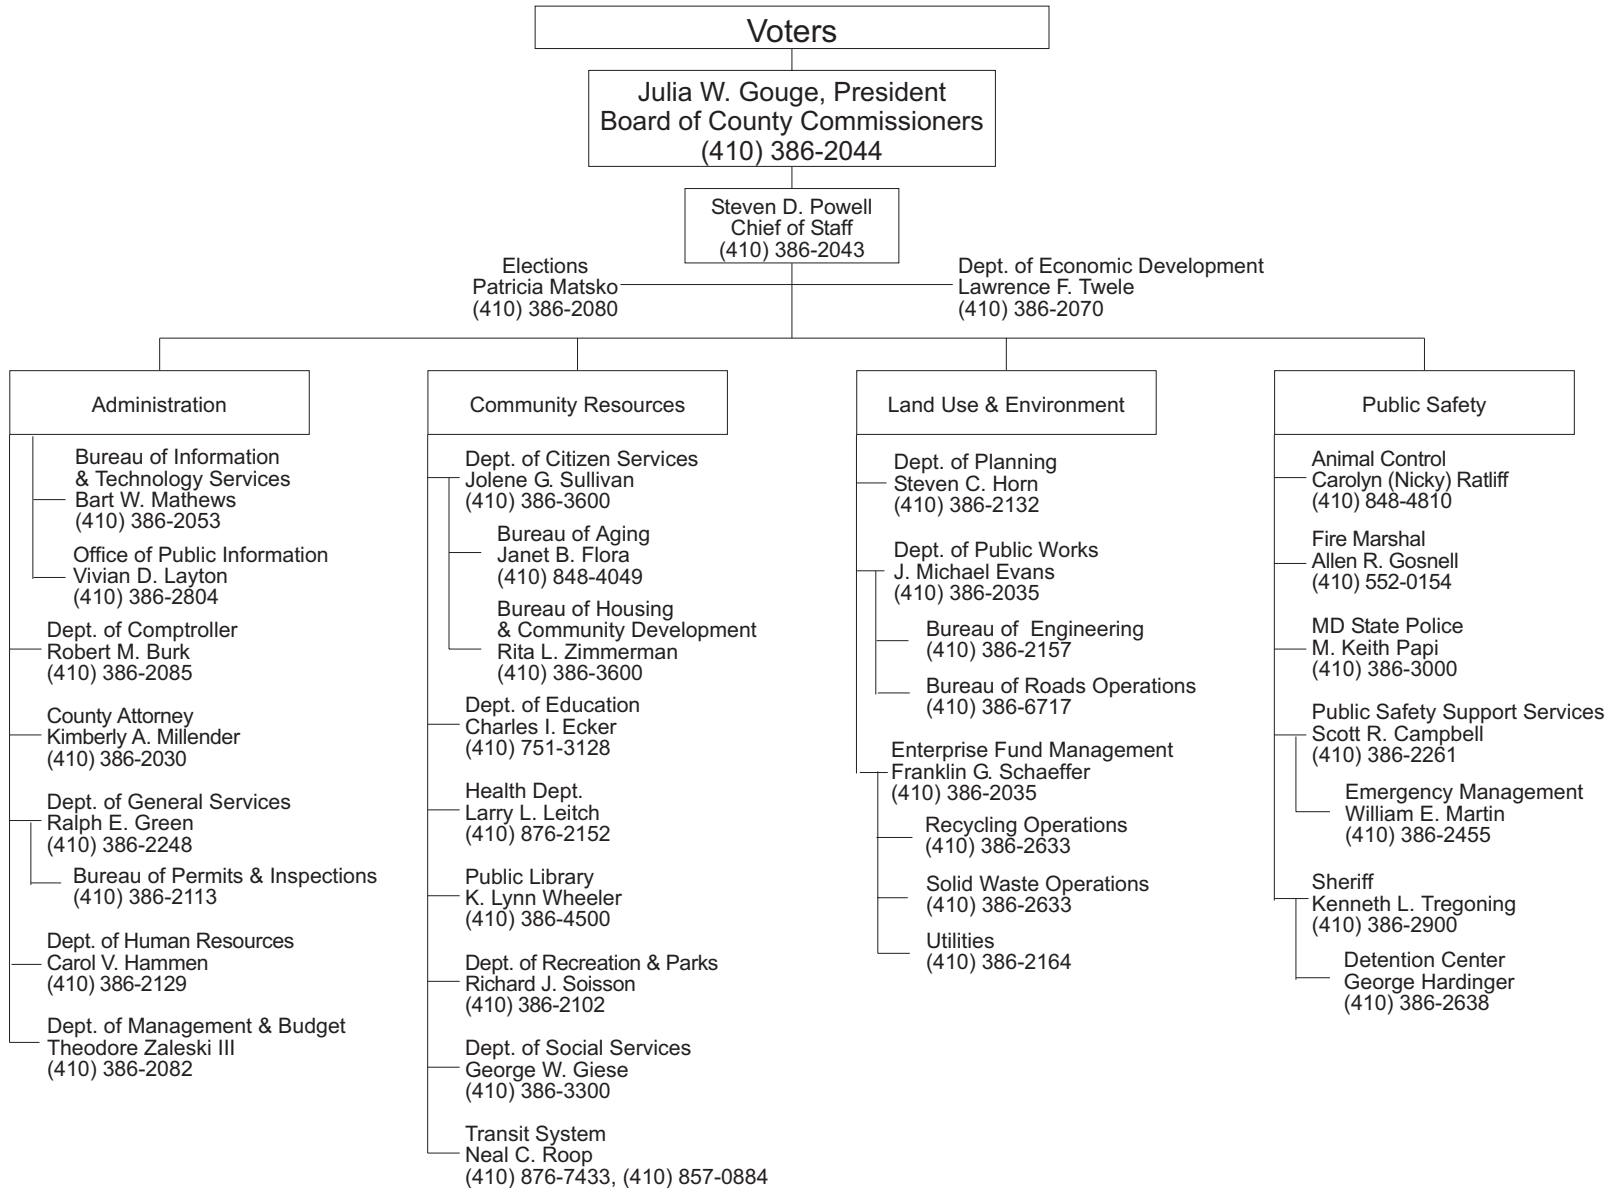 Voters
Julia W. Gouge, President
Board of County Commissioners
(410) 386-2044
Steven D. Powell
Chief of Staff
(410) 386-2043
Elections
Patricia Matsko
(410) 386-2080
Dept. of Economic Development
Lawrence F. Twele
(410) 386-2070
Administration
Bureau of Information
& Technology Services
Bart W. Mathews
(410) 386-2053
Office of Public Information
Vivian D. Layton
(410) 386-2804
Dept. of Comptroller
Robert M. Burk
(410) 386-2085
County Attorney
Kimberly A. Millender
(410) 386-2030
Dept. of General Services
Ralph E. Green
(410) 386-2248
Bureau of Permits & Inspections
(410) 386-2113
Dept. of Human Resources
Carol V. Hammen
(410) 386-2129
Dept. of Management & Budget
Theodore Zaleski III
(410) 386-2082
Community Resources
Dept. of Citizen Services
Jolene G. Sullivan
(410) 386-3600
Bureau of Aging
Janet B. Flora
(410) 848-4049
Bureau of Housing
& Community Development
Rita L. Zimmerman
(410) 386-3600
Dept. of Education
Charles I. Ecker
(410) 751-3128
Health Dept.
Larry L. Leitch
(410) 876-2152
Public Library
K. Lynn Wheeler
(410) 386-4500
Dept. of Recreation & Parks
Richard J. Soisson
(410) 386-2102
Dept. of Social Services
George W. Giese
(410) 386-3300
Transit System
Neal C. Roop
(410) 876-7433, (410) 857-0884
Land Use & Environment
Dept. of Planning
Steven C. Horn
(410) 386-2132
Dept. of Public Works
J. Michael Evans
(410) 386-2035
Bureau of Engineering
(410) 386-2157
Bureau of Roads Operations
(410) 386-6717
Enterprise Fund Management
Franklin G. Schaeffer
(410) 386-2035
Recycling Operations
(410) 386-2633
Solid Waste Operations
(410) 386-2633
Utilities
(410) 386-2164
Public Safety
Animal Control
Carolyn (Nicky) Ratliff
(410) 848-4810
Fire Marshal
Allen R. Gosnell
(410) 552-0154
MD State Police
M. Keith Papi
(410) 386-3000
Public Safety Support Services
Scott R. Campbell
(410) 386-2261
Emergency Management
William E. Martin
(410) 386-2455
Sheriff
Kenneth L. Tregoning
(410) 386-2900
Detention Center
George Hardinger
(410) 386-2638